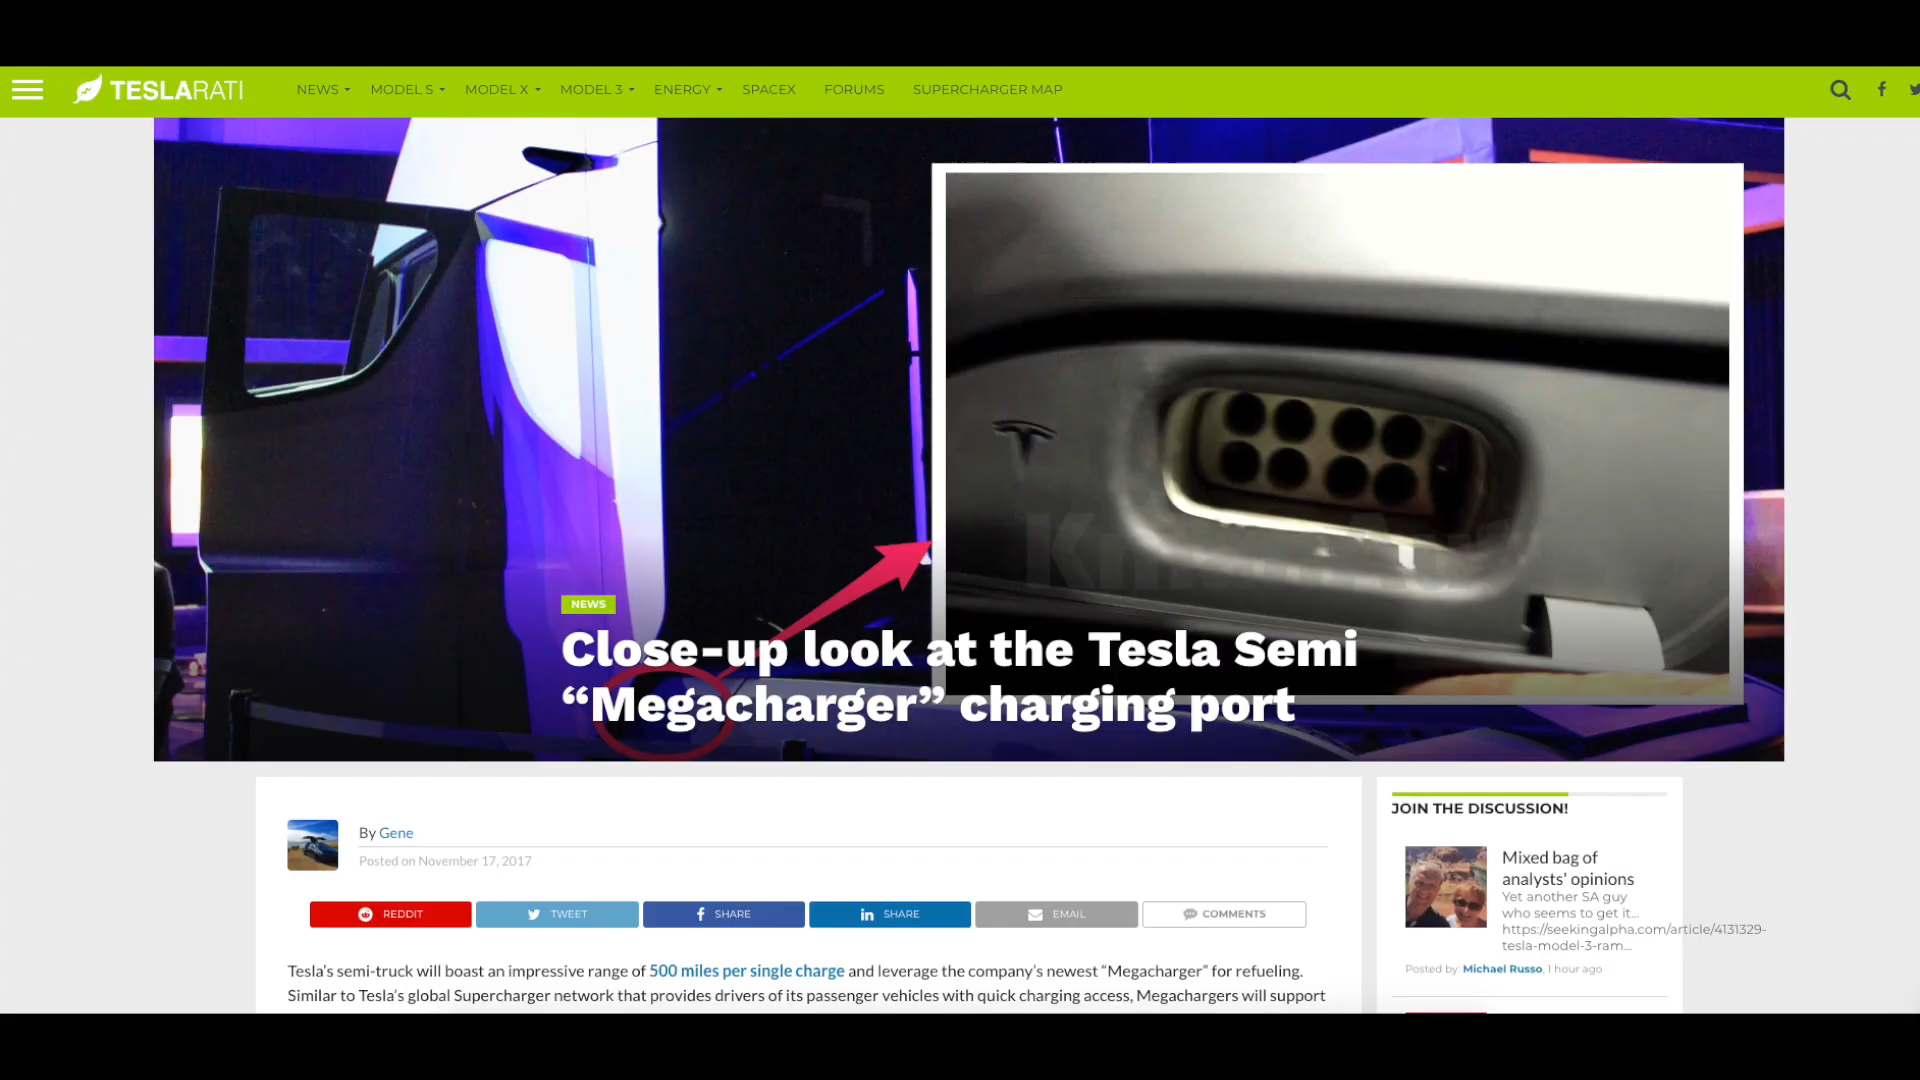 TESLARATI
NEWS MODEL S MODEL X MODEL 3 ENERGY SPACEX FORUMS SUPERCHARGER MAP
NEWS
Close-up look at the Tesla Semi
“Megacharger” charging port
By Gene
Posted on November 17, 2017
REDDIT TWEET SHARE SHARE EMAIL COMMENTS
Tesla’s semi-truck will boast an impressive range of 500 miles per single charge and leverage the company’s newest “Megacharger” for refueling.
Similar to Tesla’s global Supercharger network that provides drivers of its passenger vehicles with quick charging access, Megachargers will support
JOIN THE DISCUSSION!
Mixed bag of
analysts' opinions
Yet another SA guy
who seems to get it...
https://seekingalpha.com/article/4131329-
tesla-model-3-ram...
Posted by: Michael Russo, 1 hour ago